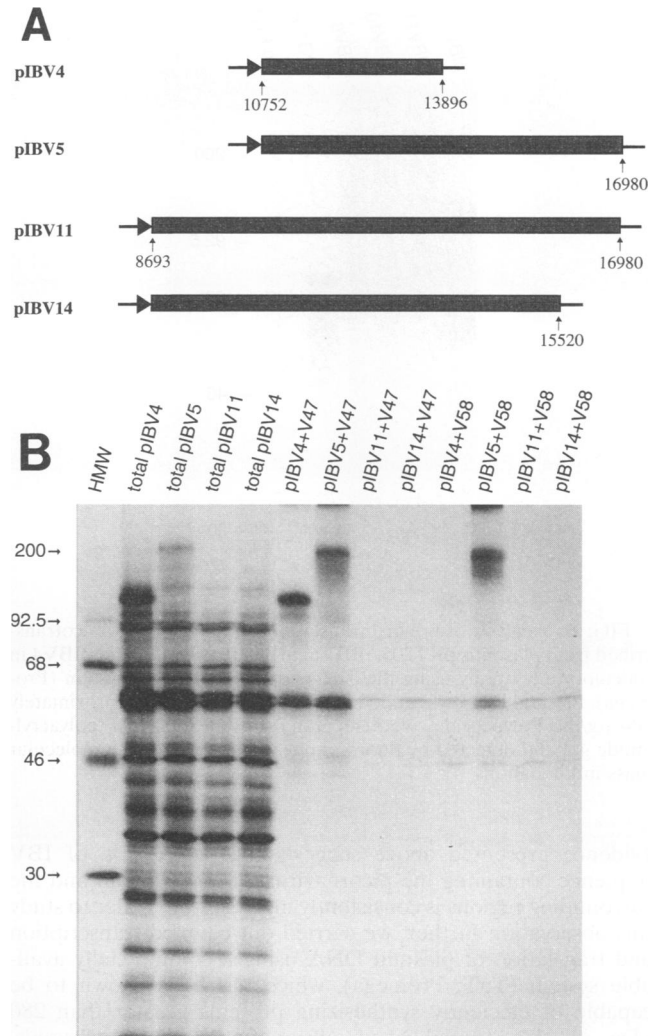 A
pIBV4
10752 13896
pIBV5
16980
pIBV11
8693 16980
pIBV14
15520
B
HMW total pIBV4 total pIBV5 total pIBV11 total pIBV14 pIBV4+V47 pIBV5+V47 pIBV11+V47 pIBV14+V47 pIBV4+V58 pIBV5+V58 pIBV11+V58 pIBV14+V58
200→
92.5→
68→
46→
30→